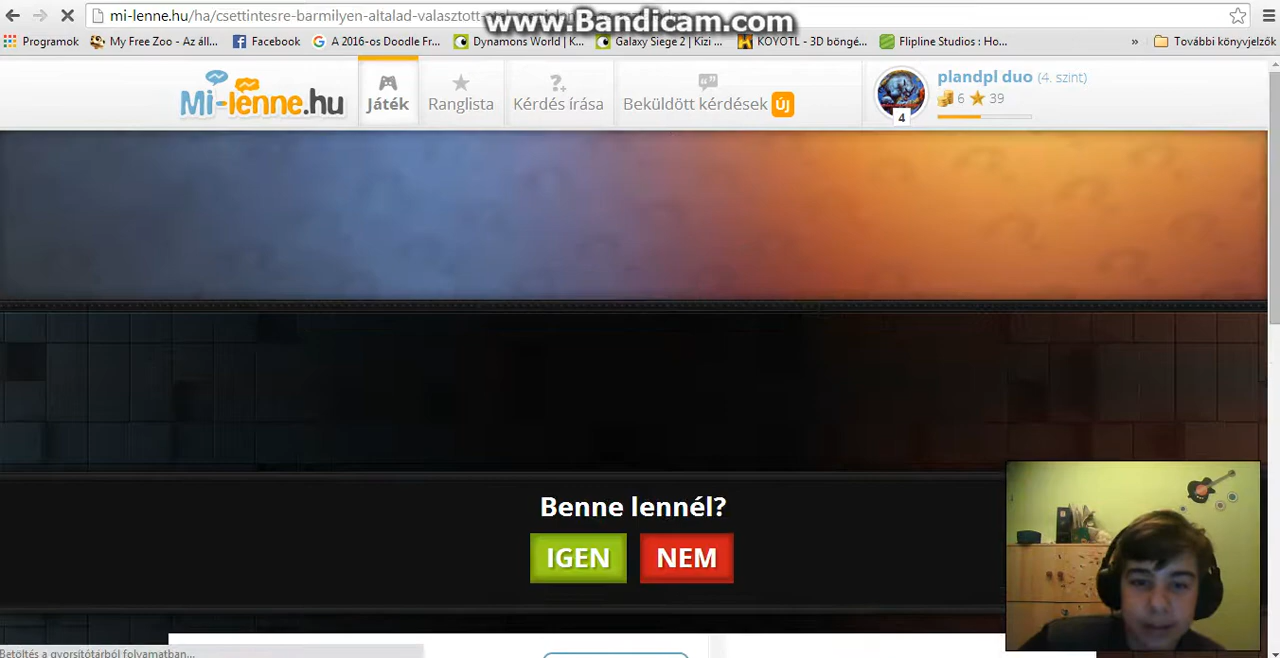 mi-lenne.hu/ha/csettintesre-barmilyen-altalad-valasztott
www.Bandicam.com
Programok
My Free Zoo - Az áll...
Facebook
A 2016-os Doodle Fr...
Dynamons World | K...
Galaxy Siege 2 | Kizi ...
KOYOTL - 3Dböngé...
Flipline Studios : Ho...
»
További könyvjelzők
Mi-lenne.hu
Játék
Ranglista
Kérdés írása
Beküldött kérdések ÚJ
plandpl duo (4. szint)
6 39
4
Benne lennél?
IGEN NEM
Betöltés a gyorsítótárból folyamatban...